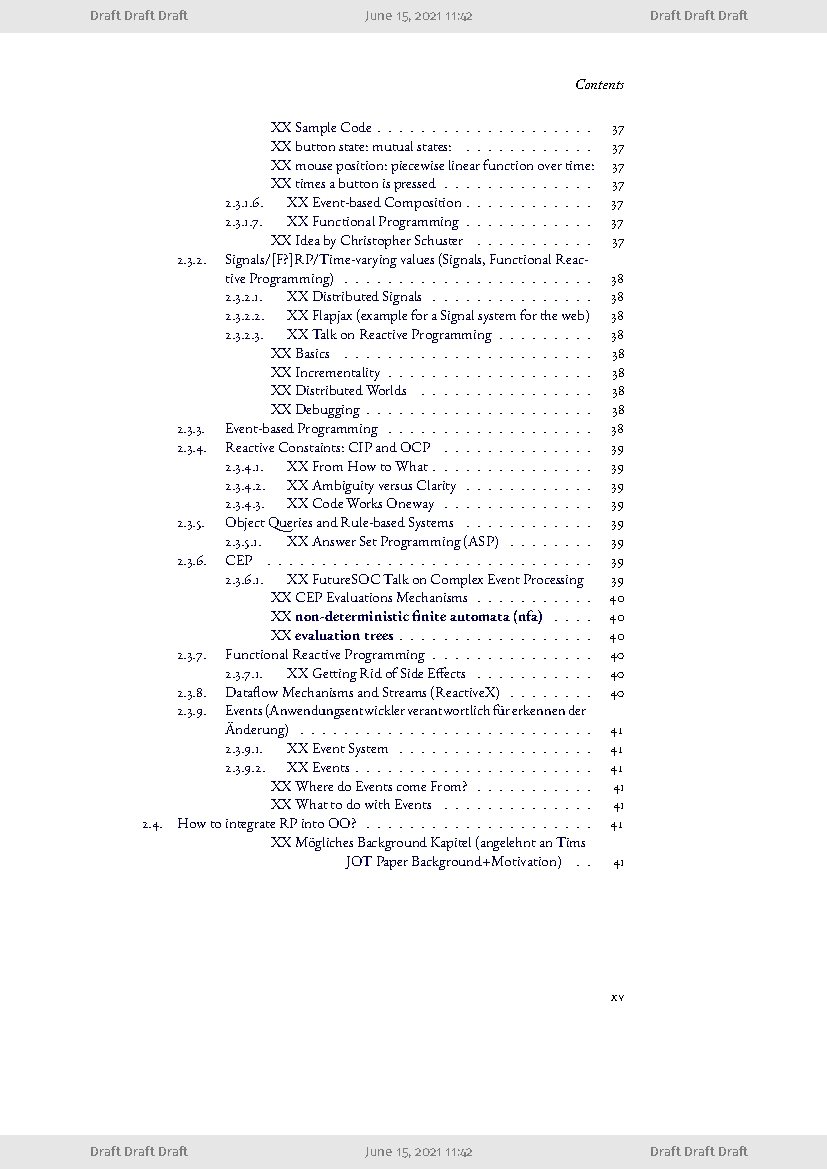 Draft Draft Draft June 15, 2021 11:42 Draft Draft Draft
Contents
XX Sample Code . . . . . . . . . . . . . . . . . . . . 37
XX button state: mutual states: . . . . . . . . . . . . 37
XX mouse position: piecewise linear function over time: 37
XX times a button is pressed . . . . . . . . . . . . . . 37
2.3.1.6. XX Event-based Composition . . . . . . . . . . . . 37
2.3.1.7. XX Functional Programming . . . . . . . . . . . . 37
XX Idea by Christopher Schuster . . . . . . . . . . . 37
2.3.2. Signals/[F?]RP/Time-varying values (Signals, Functional Reac-
tive Programming) . . . . . . . . . . . . . . . . . . . . . . . 38
2.3.2.1. XX Distributed Signals . . . . . . . . . . . . . . . 38
2.3.2.2. XX Flapjax (example for a Signal system for the web) 38
2.3.2.3. XX Talk on Reactive Programming . . . . . . . . . 38
XX Basics . . . . . . . . . . . . . . . . . . . . . . . 38
XX Incrementality . . . . . . . . . . . . . . . . . . . 38
XX Distributed Worlds . . . . . . . . . . . . . . . . 38
XX Debugging . . . . . . . . . . . . . . . . . . . . . 38
2.3.3. Event-based Programming . . . . . . . . . . . . . . . . . . . 38
2.3.4. Reactive Constaints: CIP and OCP . . . . . . . . . . . . . . 39
2.3.4.1. XX From How to What . . . . . . . . . . . . . . . 39
2.3.4.2. XX Ambiguity versus Clarity . . . . . . . . . . . . 39
2.3.4.3. XX Code Works Oneway . . . . . . . . . . . . . . 39
2.3.5. Object Queries and Rule-based Systems . . . . . . . . . . . . 39
2.3.5.1. XX Answer Set Programming (ASP) . . . . . . . . 39
2.3.6. CEP . . . . . . . . . . . . . . . . . . . . . . . . . . . . . . 39
2.3.6.1. XX FutureSOC Talk on Complex Event Processing 39
XX CEP Evaluations Mechanisms . . . . . . . . . . . 40
XX non-deterministic finite automata (nfa) . . . . 40
XX evaluation trees . . . . . . . . . . . . . . . . . . 40
2.3.7. Functional Reactive Programming . . . . . . . . . . . . . . . 40
2.3.7.1. XX Getting Rid of Side Effects . . . . . . . . . . . 40
2.3.8. Dataflow Mechanisms and Streams (ReactiveX) . . . . . . . . 40
2.3.9. Events (Anwendungsentwickler verantwortlich für erkennen der
Änderung) . . . . . . . . . . . . . . . . . . . . . . . . . . . 41
2.3.9.1. XX Event System . . . . . . . . . . . . . . . . . . 41
2.3.9.2. XX Events . . . . . . . . . . . . . . . . . . . . . . 41
XX Where do Events come From? . . . . . . . . . . . 41
XX What to do with Events . . . . . . . . . . . . . . 41
2.4. How to integrate RP into OO? . . . . . . . . . . . . . . . . . . . . . 41
XX Mögliches Background Kapitel (angelehnt an Tims
JOT Paper Background+Motivation) . . 41
xv
Draft Draft Draft June 15, 2021 11:42 Draft Draft Draft